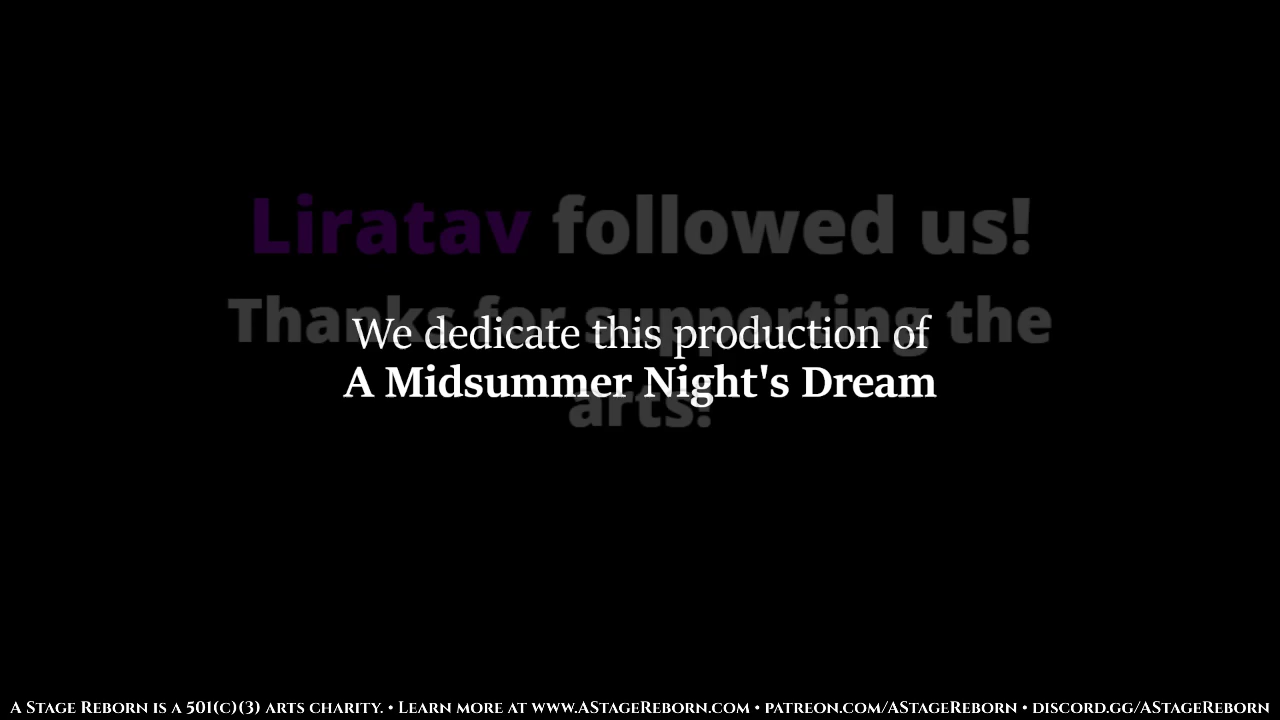 Liratav followed us!
Thanks for supporting the
We dedicate this production of
A Midsummer Night's Dream
arts!
A Stage Reborn is a 501(c)(3) arts charity. • Learn more at www.AStageReborn.com • patreon.com/AStageReborn • discord.gg/AStageReborn